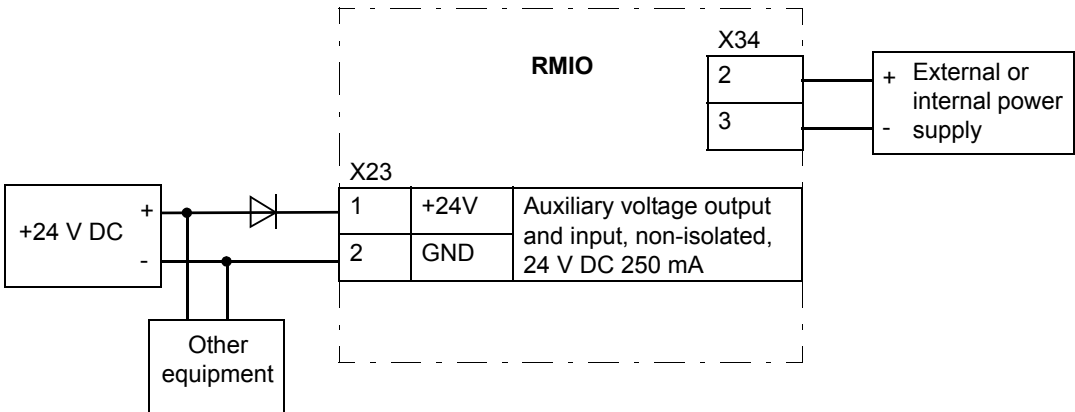 X34
RMIO
2
+ External or
internal power
3
- supply
X23
+24 V DC
+
-
1
+24V
Auxiliary voltage output
and input, non-isolated,
24 V DC 250 mA
2
GND
Other
equipment